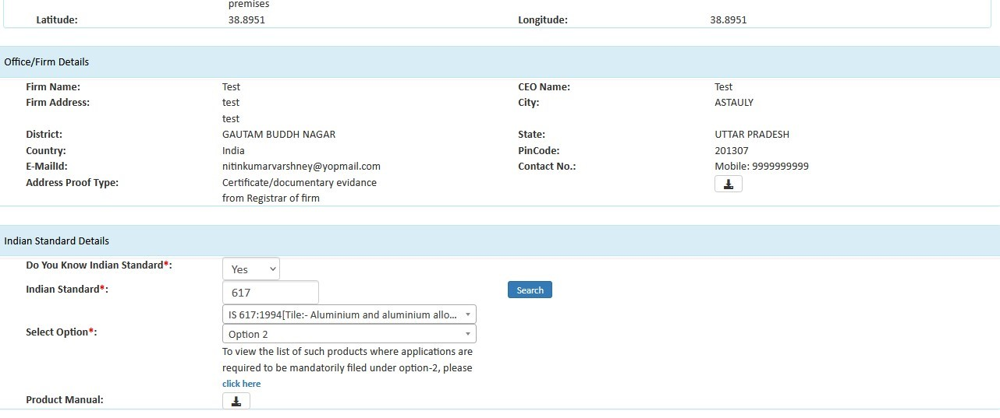 premises
Latitude: 38.8951 Longitude: 38.8951
Office/Firm Details
Firm Name: Test CEO Name: Test
Firm Address: test City: ASTAULY
test
District: GAUTAM BUDDH NAGAR State: UTTAR PRADESH
Country: India PinCode: 201307
E-MailId: nitinkumarvarshney@yopmail.com Contact No.: Mobile: 9999999999
Address Proof Type: Certificate/documentary evidance
from Registrar of firm
Indian Standard Details
Do You Know Indian Standard*: Yes
Indian Standard*: 617 Search
IS 617:1994[Tile:- Aluminium and aluminium allo...
Select Option*: Option 2
To view the list of such products where applications are
required to be mandatorily filed under option-2, please
click here
Product Manual: